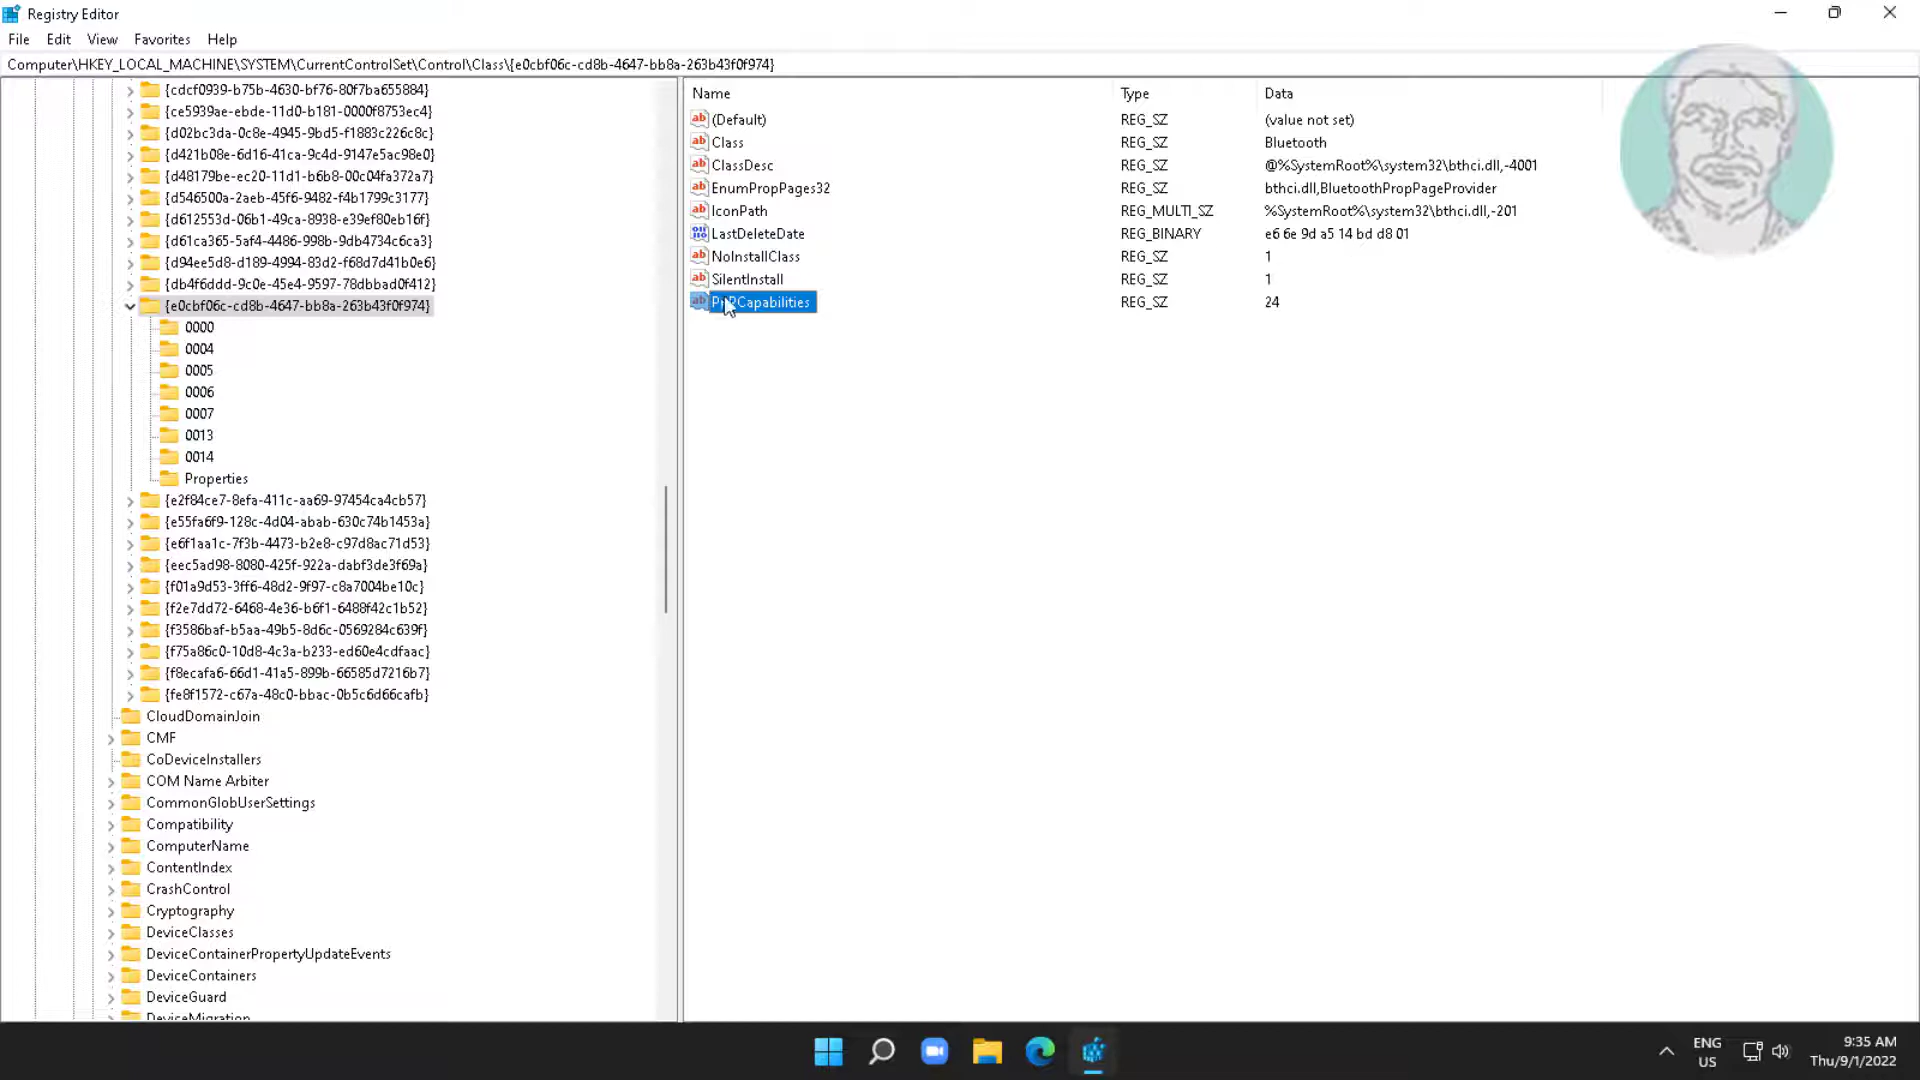 Registry Editor
File Edit View Favorites Help
Computer\HKEY_LOCAL_MACHINE\SYSTEM\CurrentControlSet\Control\Class\{e0cbf06c-cd8b-4647-bb8a-263b43f0f974}
{cdcf0939-b75b-4630-bf76-80f7ba655884}
{ce5939ae-ebde-11d0-b181-0000f8753ec4}
{d02bc3da-0c8e-4945-9bd5-f1883c226c8c}
{d421b08e-6d16-41ca-9c4d-9147e5ac98e0}
{d48179be-ec20-11d1-b6b8-00c04fa372a7}
{d546500a-2aeb-45f6-9482-f4b1799c3177}
{d612553d-06b1-49ca-8938-e39ef80eb16f}
{d61ca365-5af4-4486-998b-9db4734c6ca3}
{d94ee5d8-d189-4994-83d2-f68d7d41b0e6}
{db4f6ddd-9c0e-45e4-9597-78dbbad0f412}
{e0cbf06c-cd8b-4647-bb8a-263b43f0f974}
0000
0004
0005
0006
0007
0013
0014
Properties
{e2f84ce7-8efa-411c-aa69-97454ca4cb57}
{e55fa6f9-128c-4d04-abab-630c74b1453a}
{e6f1aa1c-7f3b-4473-b2e8-c97d8ac71d53}
{eec5ad98-8080-425f-922a-dabf3de3f69a}
{f01a9d53-3ff6-48d2-9f97-c8a7004be10c}
{f2e7dd72-6468-4e36-b6f1-6488f42c1b52}
{f3586baf-b5aa-49b5-8d6c-0569284c639f}
{f75a86c0-10d8-4c3a-b233-ed60e4cdfaac}
{f8ecafa6-66d1-41a5-899b-66585d7216b7}
{fe8f1572-c67a-48c0-bbac-0b5c6d66cafb}
CloudDomainJoin
CMF
CoDeviceInstallers
COM Name Arbiter
CommonGlobUserSettings
Compatibility
ComputerName
ContentIndex
CrashControl
Cryptography
DeviceClasses
DeviceContainerPropertyUpdateEvents
DeviceContainers
DeviceGuard
DeviceMigration
Name Type Data
(Default) REG_SZ (value not set)
Class REG_SZ Bluetooth
ClassDesc REG_SZ @%SystemRoot%\system32\bthci.dll,-4001
EnumPropPages32 REG_SZ bthci.dll,BluetoothPropPageProvider
IconPath REG_MULTI_SZ %SystemRoot%\system32\bthci.dll,-201
LastDeleteDate REG_BINARY e6 6e 9d a5 14 bd d8 01
NoInstallClass REG_SZ 1
SilentInstall REG_SZ 1
PnPCapabilities REG_SZ 24
ENG
US
9:35 AM
Thu/9/1/2022